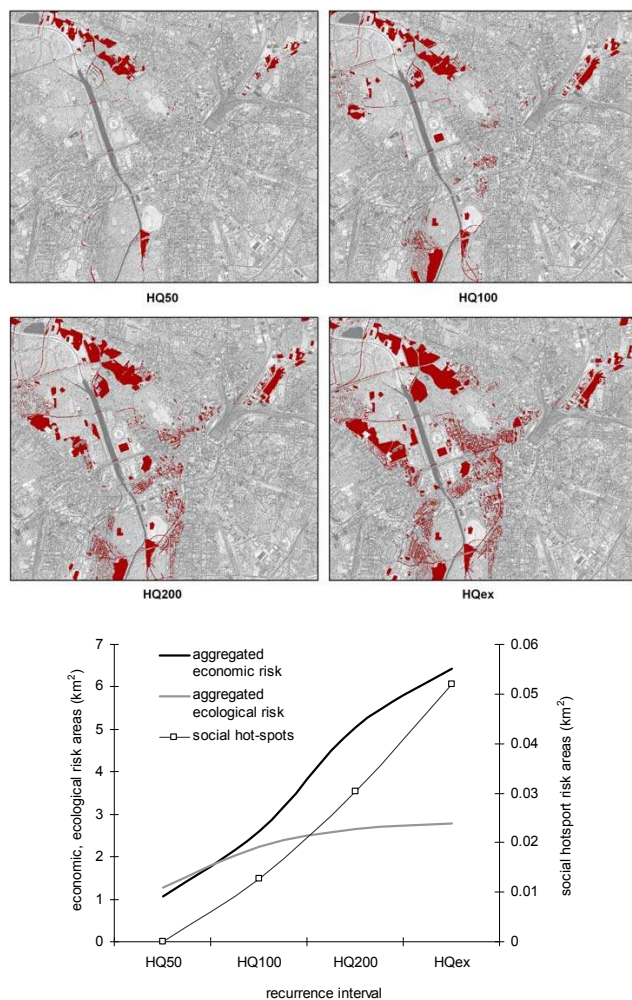 HQ50
HQ100
HQ200
HQex
7
6
5
4
3
2
1
0
economic, ecological risk areas (km²)
aggregated
economic risk
aggregated
ecological risk
social hot-spots
0.06
0.05
0.04
0.03
0.02
0.01
0
social hotsport risk areas (km²)
HQ50
HQ100
HQ200
HQex
recurrence interval